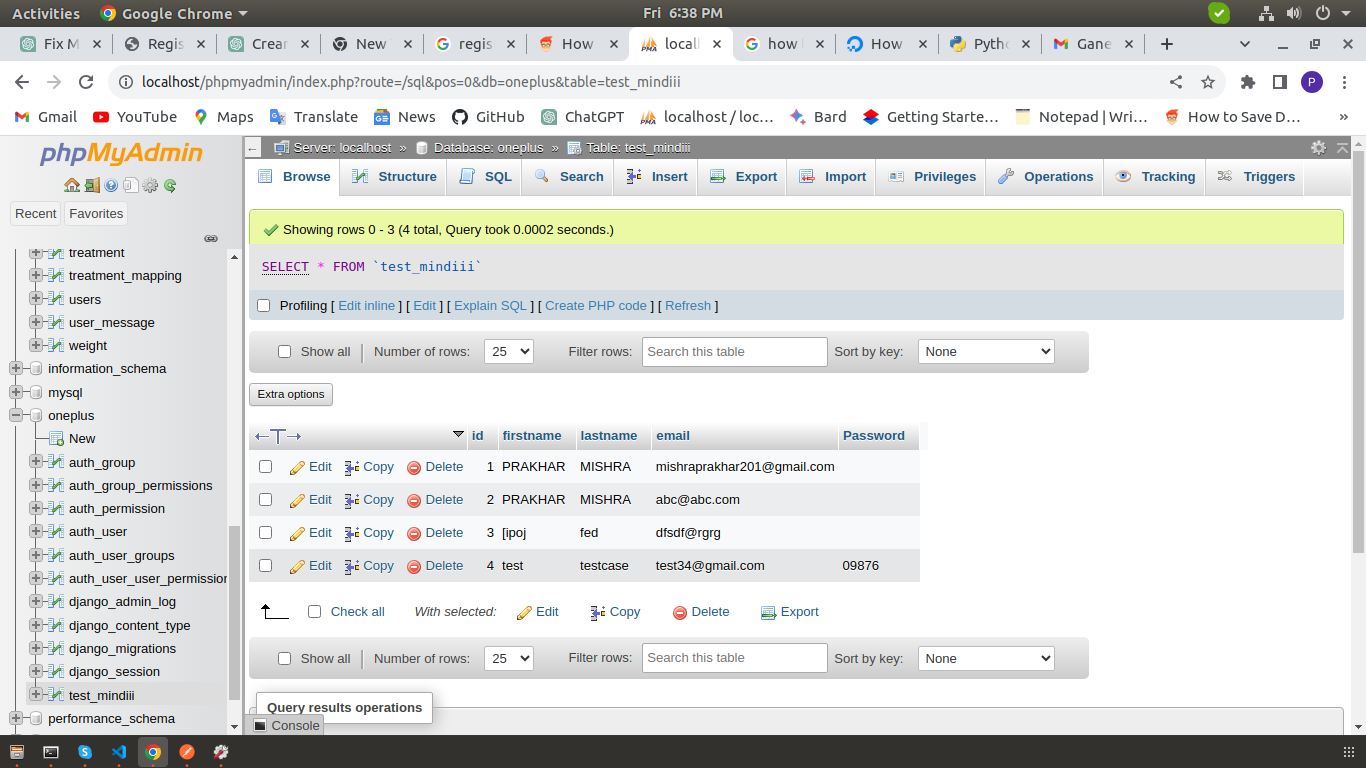 Activities Google Chrome Fri 6:38 PM
Fix M Regis Crear New regis How locall how How Pytho Gane
localhost/phpmyadmin/index.php?route=/sql&pos=0&db=oneplus&table=test_mindiii P
Gmail YouTube Maps Translate News GitHub ChatGPT localhost / loc… Bard Getting Starte… Notepad | Wri… How to Save D… »
phpMyAdmin
Recent Favorites
treatment
treatment_mapping
users
user_message
weight
information_schema
mysql
oneplus
New
auth_group
auth_group_permissions
auth_permission
auth_user
auth_user_groups
auth_user_user_permission
django_admin_log
django_content_type
django_migrations
django_session
test_mindiii
performance_schema
Server: localhost » Database: oneplus » Table: test_mindiii
Browse Structure SQL Search Insert Export Import Privileges Operations Tracking Triggers
Showing rows 0 - 3 (4 total, Query took 0.0002 seconds.)
SELECT * FROM `test_mindiii`
Profiling [ Edit inline ] [ Edit ] [ Explain SQL ] [ Create PHP code ] [ Refresh ]
Show all Number of rows: 25 Filter rows: Search this table Sort by key: None
Extra options
id firstname lastname email Password
Edit Copy Delete 1 PRAKHAR MISHRA mishraprakhar201@gmail.com
Edit Copy Delete 2 PRAKHAR MISHRA abc@abc.com
Edit Copy Delete 3 [ipoj fed dfsdf@rgrg
Edit Copy Delete 4 test testcase test34@gmail.com 09876
Check all With selected: Edit Copy Delete Export
Show all Number of rows: 25 Filter rows: Search this table Sort by key: None
Query results operations
Console